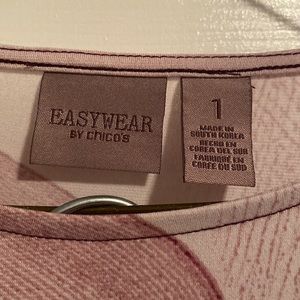 EASYWEAR
BY chico's
1
MADE IN
SOUTH KOREA
HECHO EN
COREA DEL SUR
FABRIQUÉ EN
CORÉE DU SUD